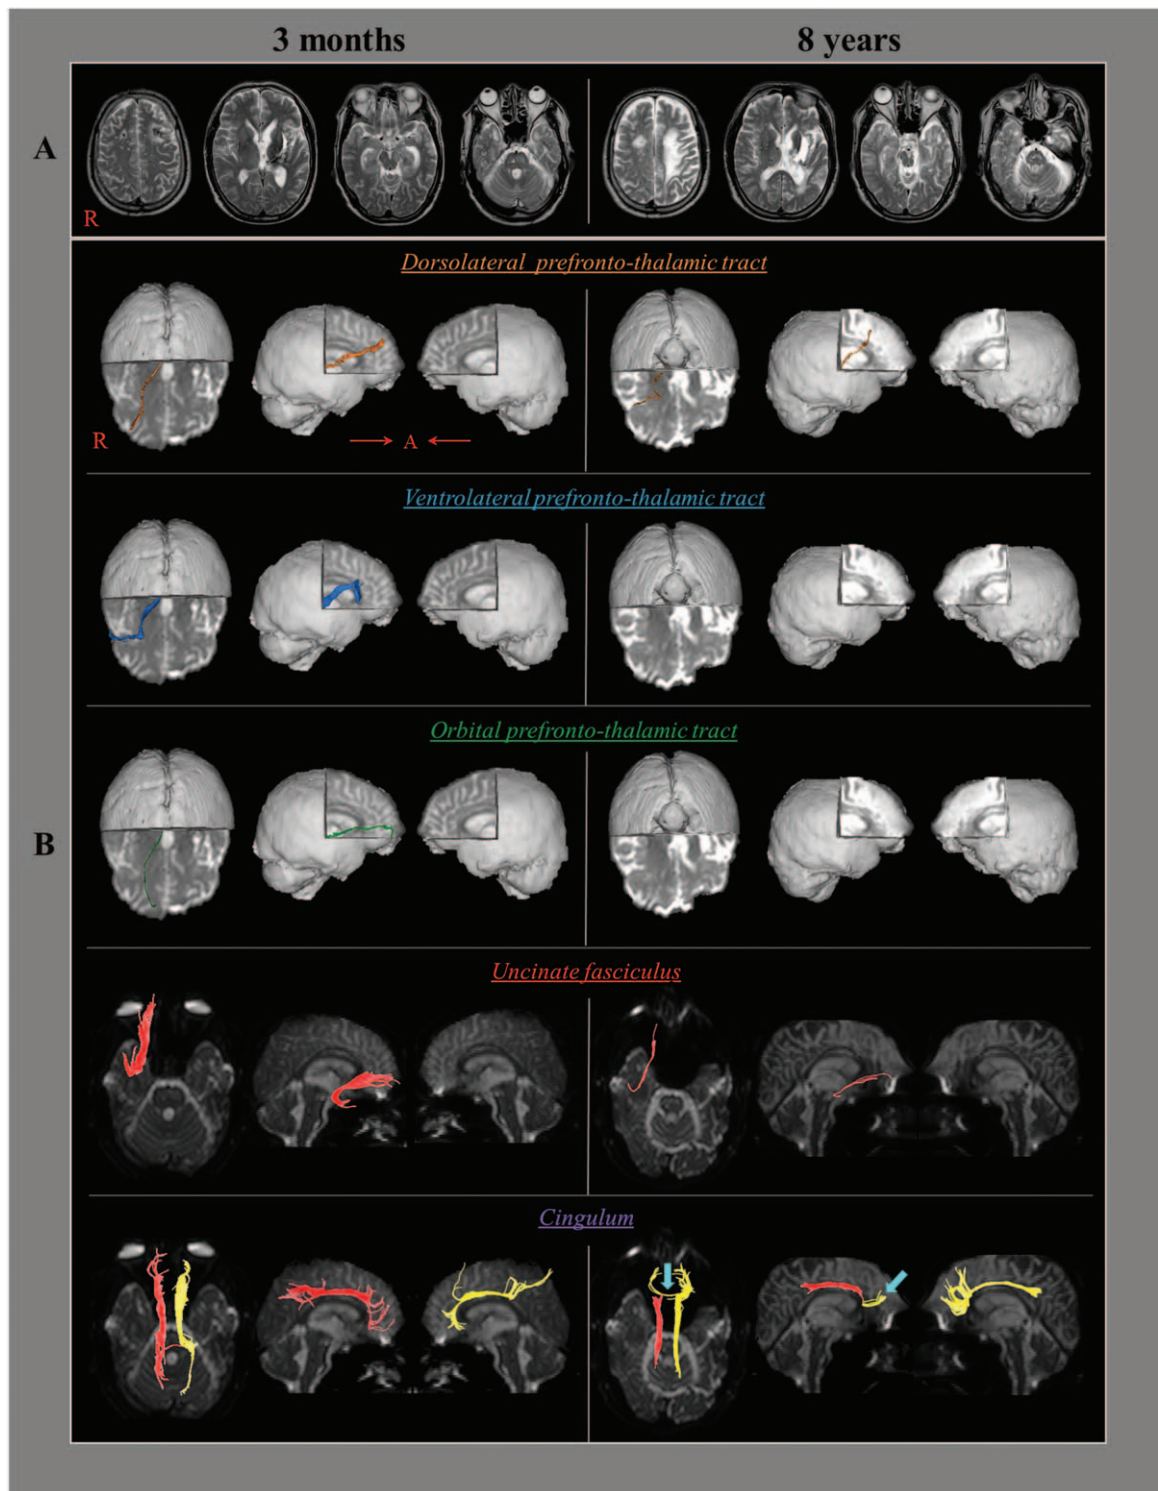 3 months 8 years
A
R
Dorsolateral prefronto-thalamic tract
R A
Ventrolateral prefronto-thalamic tract
Orbital prefronto-thalamic tract
B
Uncinate fasciculus
Cingulum